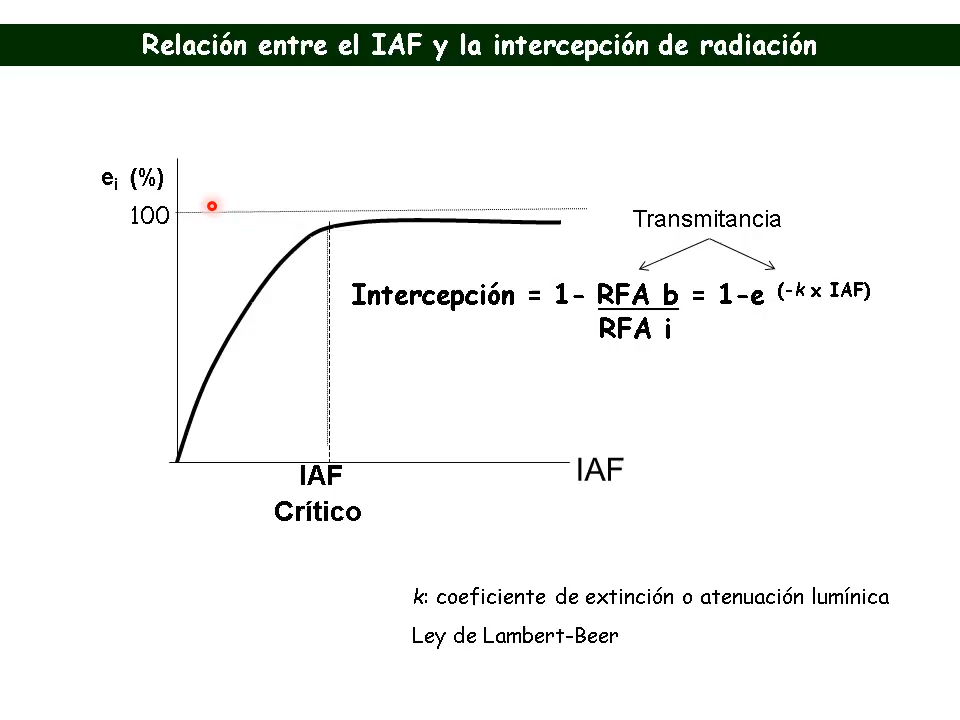 Relación entre el IAF y la intercepción de radiación
ei (%)
100
Transmitancia
Intercepción = 1- RFA b = 1-e (-k x IAF)
RFA i
IAF
IAF
Crítico
k: coeficiente de extinción o atenuación lumínica
Ley de Lambert-Beer